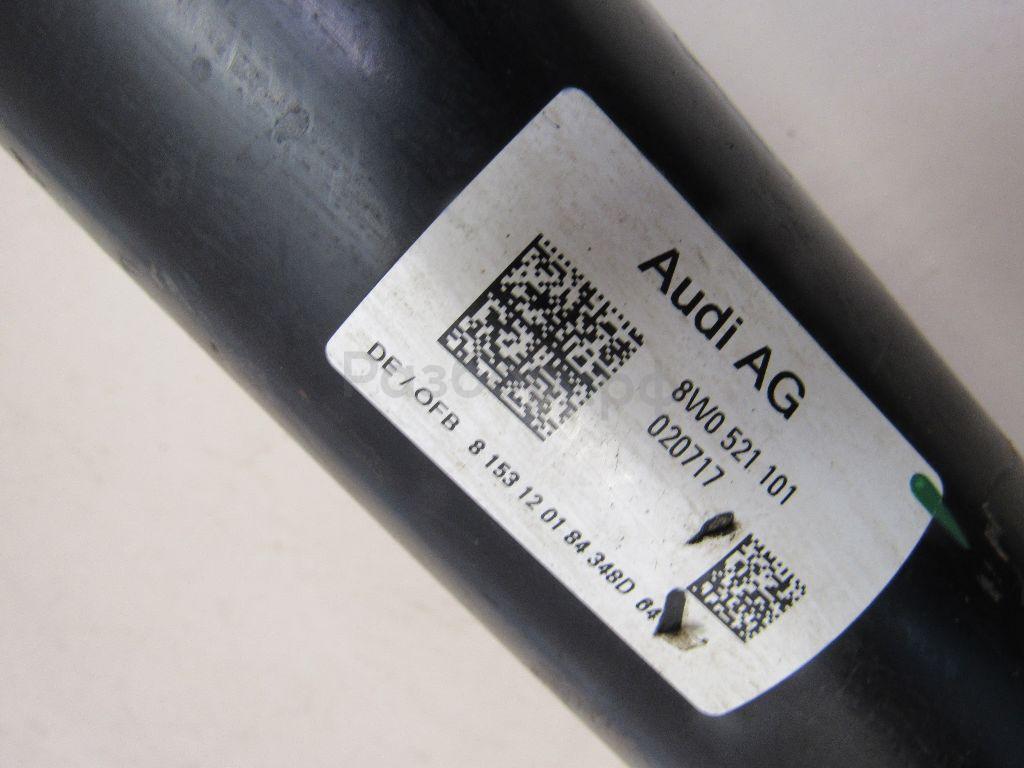 Audi AG
8W0 521 101
020717
DE / OFB 8 153 12 01 84 348D 64